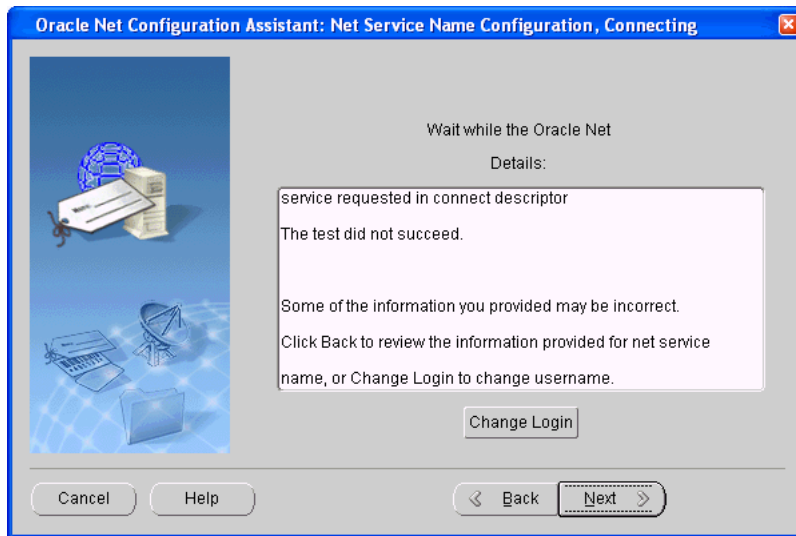 Oracle Net Configuration Assistant: Net Service Name Configuration, Connecting
Wait while the Oracle Net
Details:
service requested in connect descriptor
The test did not succeed.
Some of the information you provided may be incorrect.
Click Back to review the information provided for net service
name, or Change Login to change username.
Change Login
Cancel
Help
Back
Next